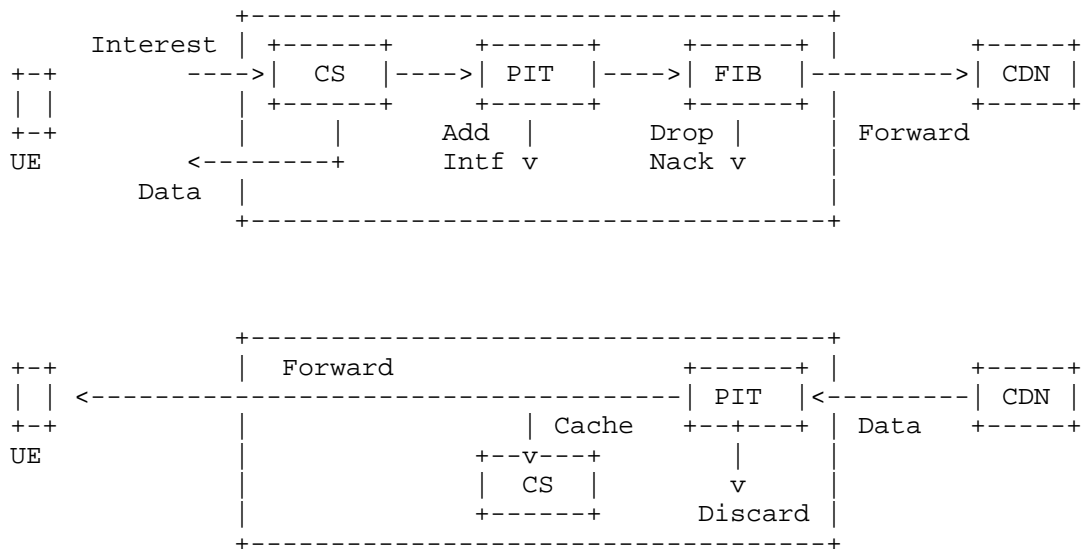 Interest
CS PIT FIB CDN
Add Drop Forward
UE Intf v Nack v
Data
Forward
PIT CDN
Cache Data
UE v
CS v
Discard